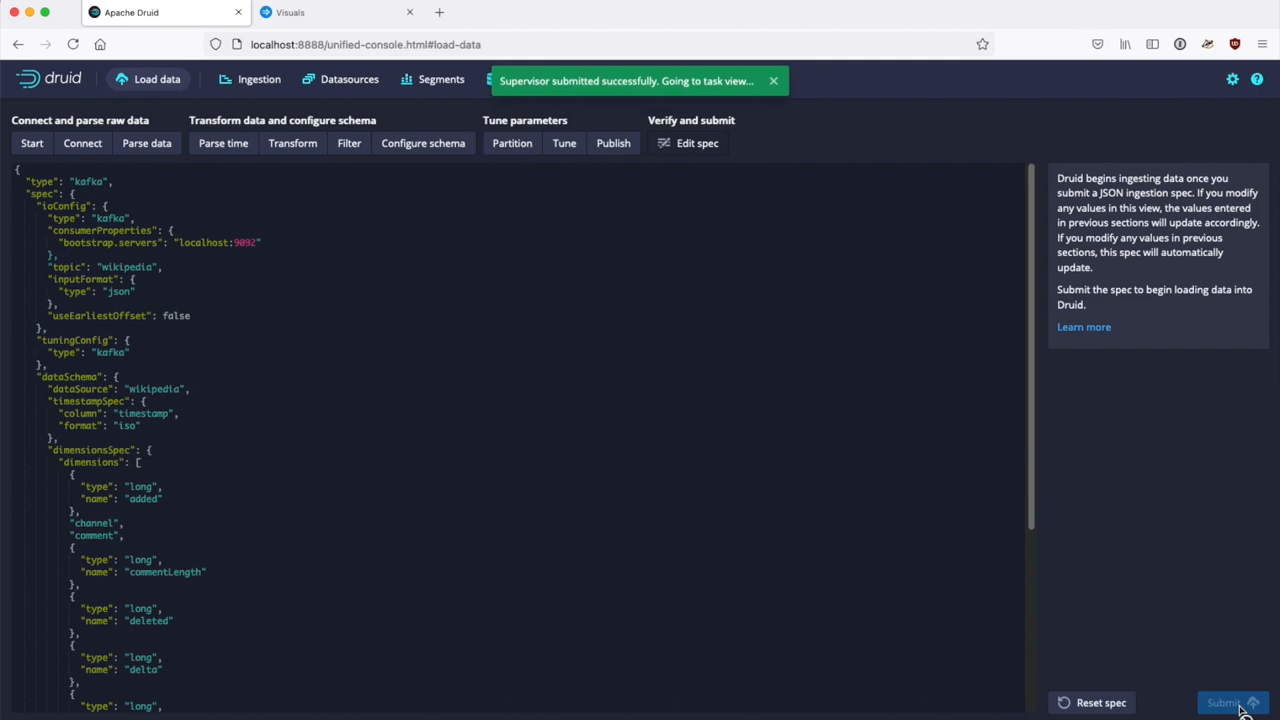 Apache Druid
Visuals
localhost:8888/unified-console.html#load-data
druid
Load data
Ingestion
Datasources
Segments
Supervisor submitted successfully. Going to task view...
Connect and parse raw data
Transform data and configure schema
Tune parameters
Verify and submit
Start
Connect
Parse data
Parse time
Transform
Filter
Configure schema
Partition
Tune
Publish
Edit spec
{
"type": "kafka",
"spec": {
"ioConfig": {
"type": "kafka",
"consumerProperties": {
"bootstrap.servers": "localhost:9092"
},
"topic": "wikipedia",
"inputFormat": {
"type": "json"
},
"useEarliestOffset": false
},
"tuningConfig": {
"type": "kafka"
},
"dataSchema": {
"dataSource": "wikipedia",
"timestampSpec": {
"column": "timestamp",
"format": "iso"
},
"dimensionsSpec": {
"dimensions": [
{
"type": "long",
"name": "added"
},
"channel",
"comment",
{
"type": "long",
"name": "commentLength"
},
{
"type": "long",
"name": "deleted"
},
{
"type": "long",
"name": "delta"
},
{
"type": "long",
Druid begins ingesting data once you
submit a JSON ingestion spec. If you modify
any values in this view, the values entered
in previous sections will update accordingly.
If you modify any values in previous
sections, this spec will automatically
update.
Submit the spec to begin loading data into
Druid.
Learn more
Reset spec
Submit